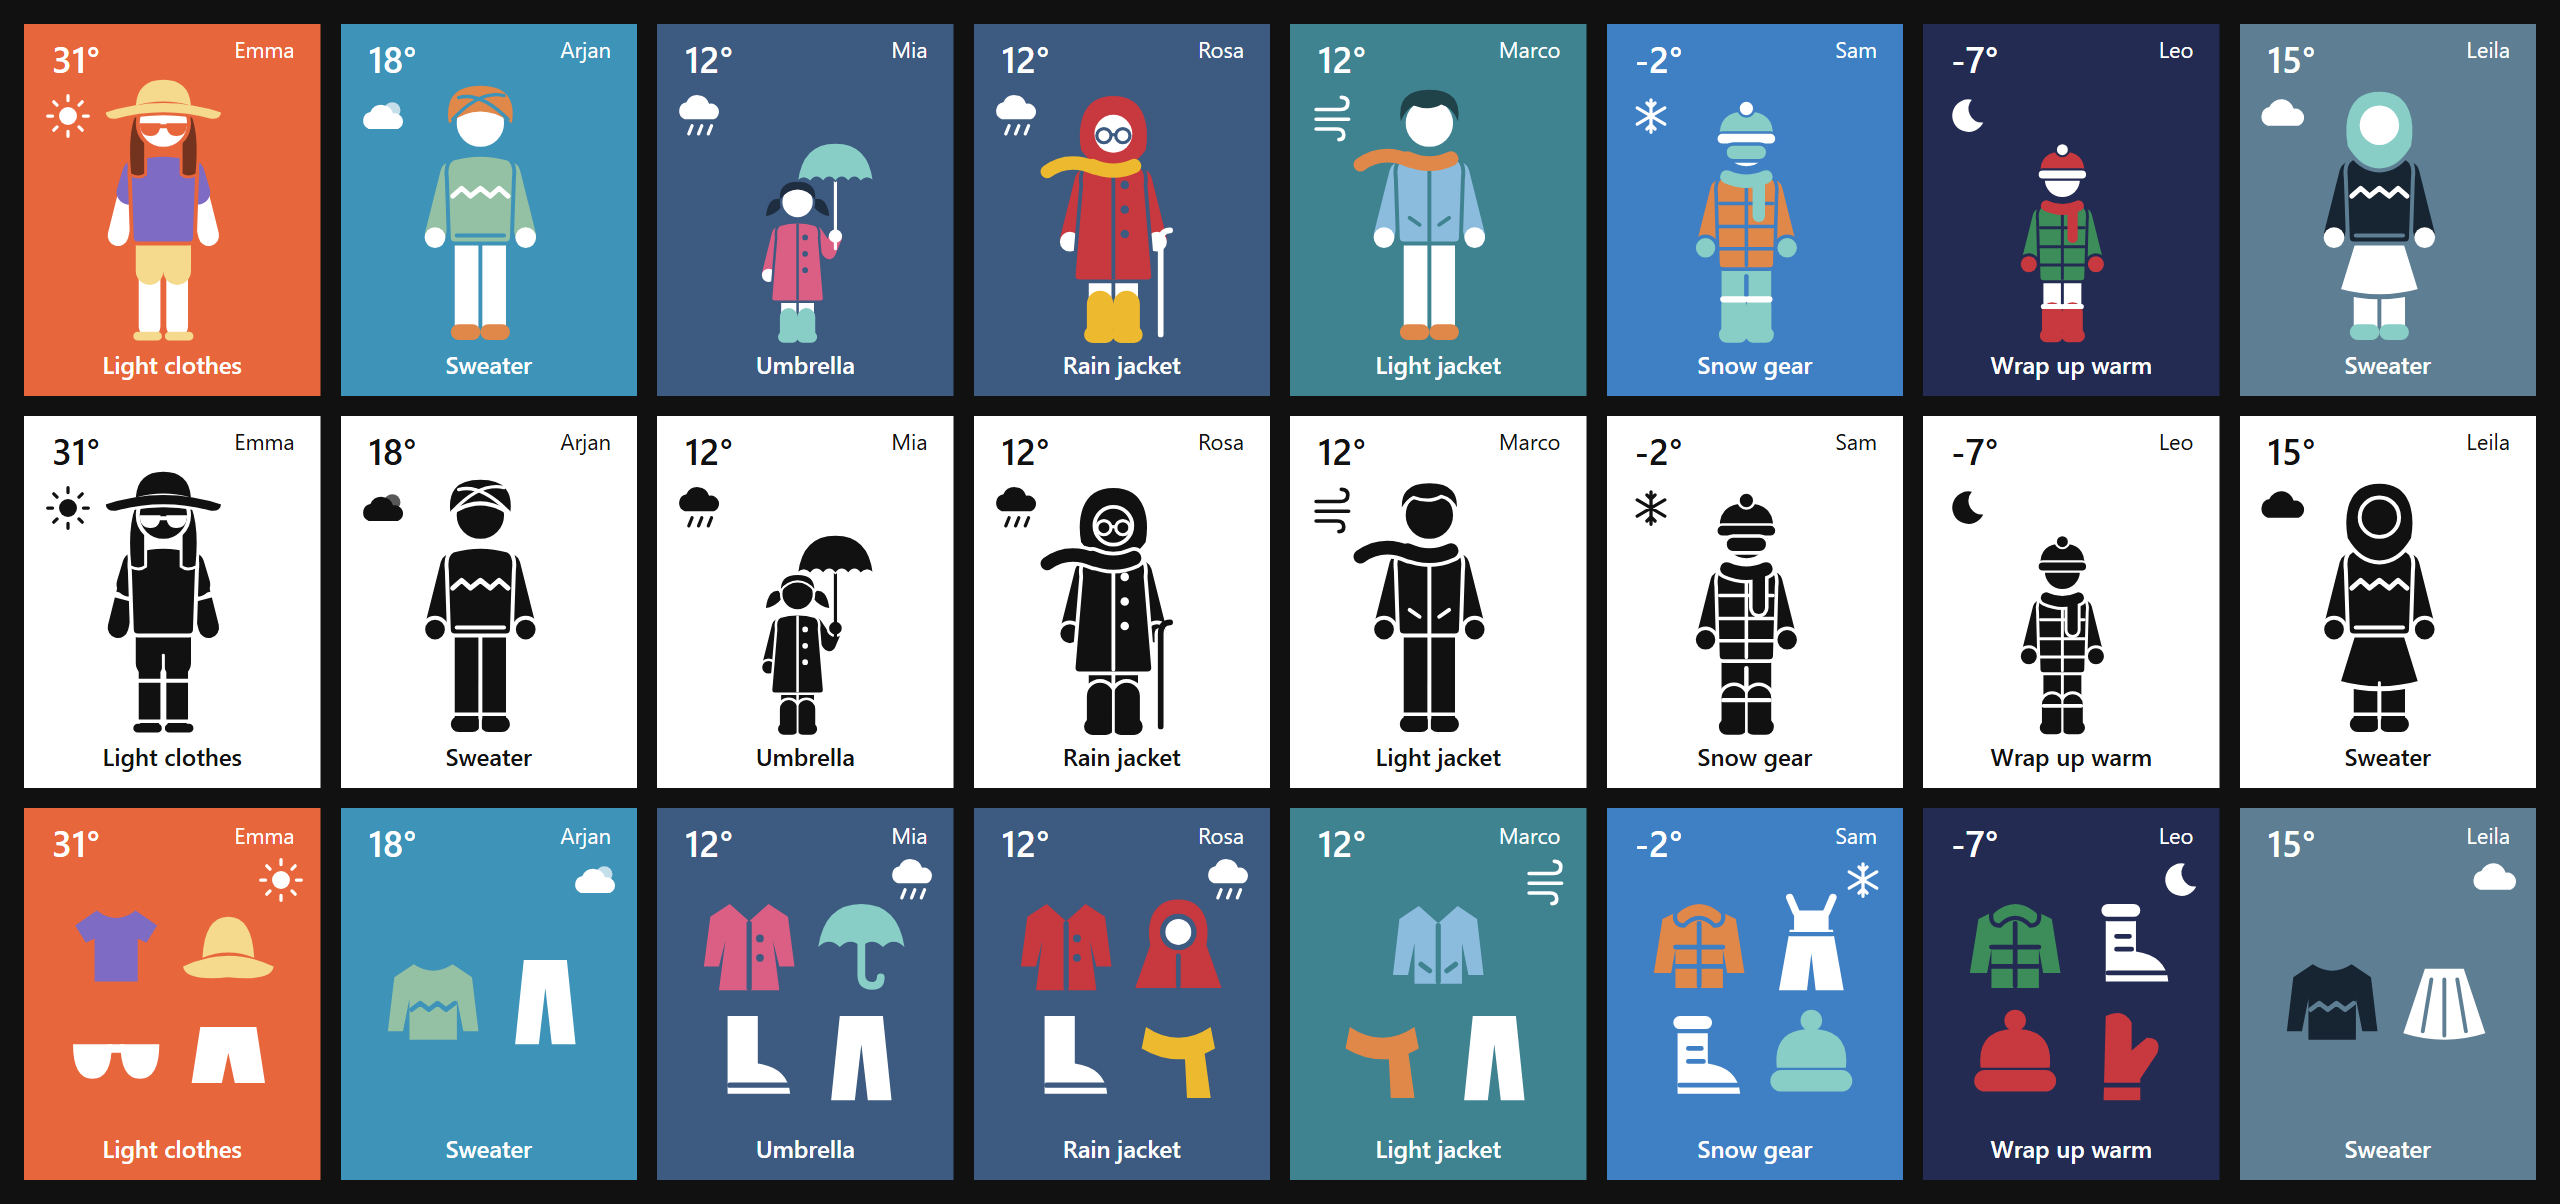 31° Emma
Light clothes
18° Arjan
Sweater
12° Mia
Umbrella
12° Rosa
Rain jacket
12° Marco
Light jacket
-2° Sam
Snow gear
-7° Leo
Wrap up warm
15° Leila
Sweater
31° Emma
Light clothes
18° Arjan
Sweater
12° Mia
Umbrella
12° Rosa
Rain jacket
12° Marco
Light jacket
-2° Sam
Snow gear
-7° Leo
Wrap up warm
15° Leila
Sweater
31° Emma
Light clothes
18° Arjan
Sweater
12° Mia
Umbrella
12° Rosa
Rain jacket
12° Marco
Light jacket
-2° Sam
Snow gear
-7° Leo
Wrap up warm
15° Leila
Sweater